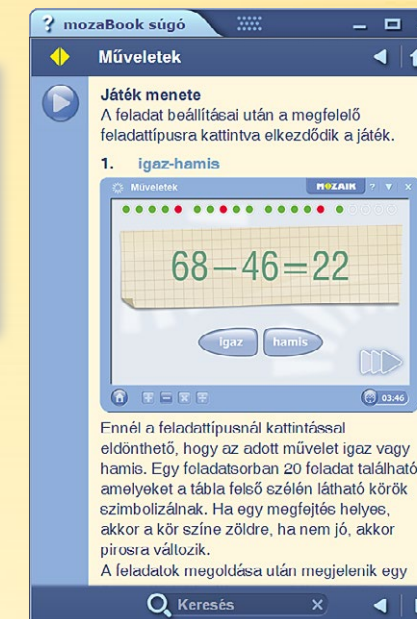 ? mozaBook súgó
Műveletek
Játék menete
A feladat beállításai után a megfelelő
feladattípusra kattintva elkezdődik a játék.
1. igaz-hamis
Műveletek
MOZAIK ? ▼ x
68−46=22
igaz
hamis
03:46
Ennél a feladattípusnál kattintással
eldönthető, hogy az adott művelet igaz vagy
hamis. Egy feladatsorban 20 feladat található
amelyeket a tábla felső szélén látható körök
szimbolizálnak. Ha egy megfejtés helyes,
akkor a kör színe zöldre, ha nem jó, akkor
pirosra változik.
A feladatok megoldása után megjelenik egy
Keresés